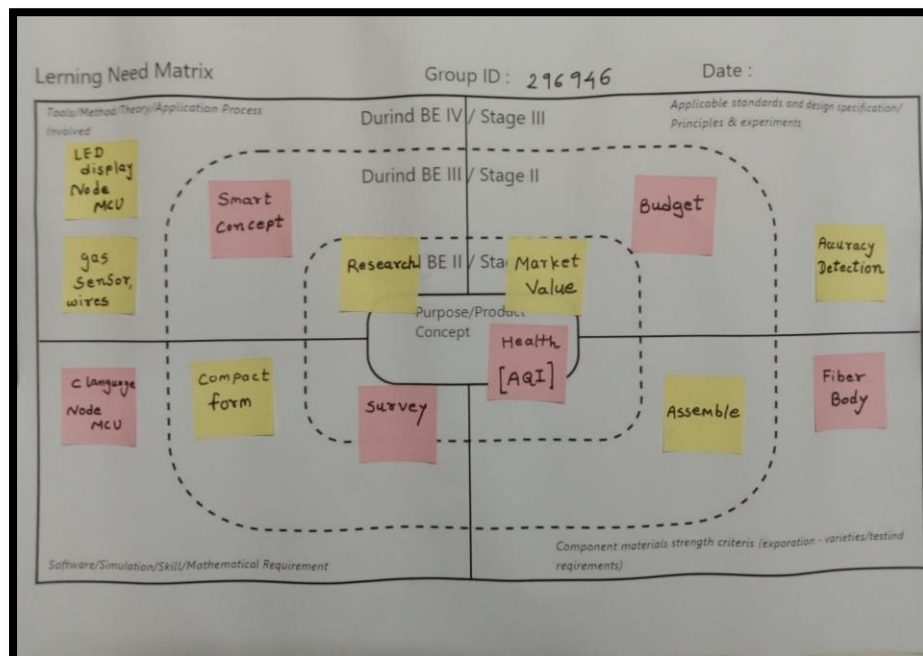 Lerning Need Matrix Group ID : 296946 Date :
Tools/Method/Theory/Application Process
Involved
Durind BE IV / Stage III
Applicable standards and design specification/
Principles & experiments
LED
display
Node
MCU
Durind BE III / Stage II
Smart
Concept
Budget
gas
Sensor,
wires
Research
BE II / Sta
Market
Value
Accuracy
Detection
Purpose/Product
Concept
Health
[AQI]
C language
Node
MCU
Compact
form
Survey
Assemble
Fiber
Body
Software/Simulation/Skill/Mathematical Requirement
Component materials strength criteris (exporation - varieties/testind
reqirements)